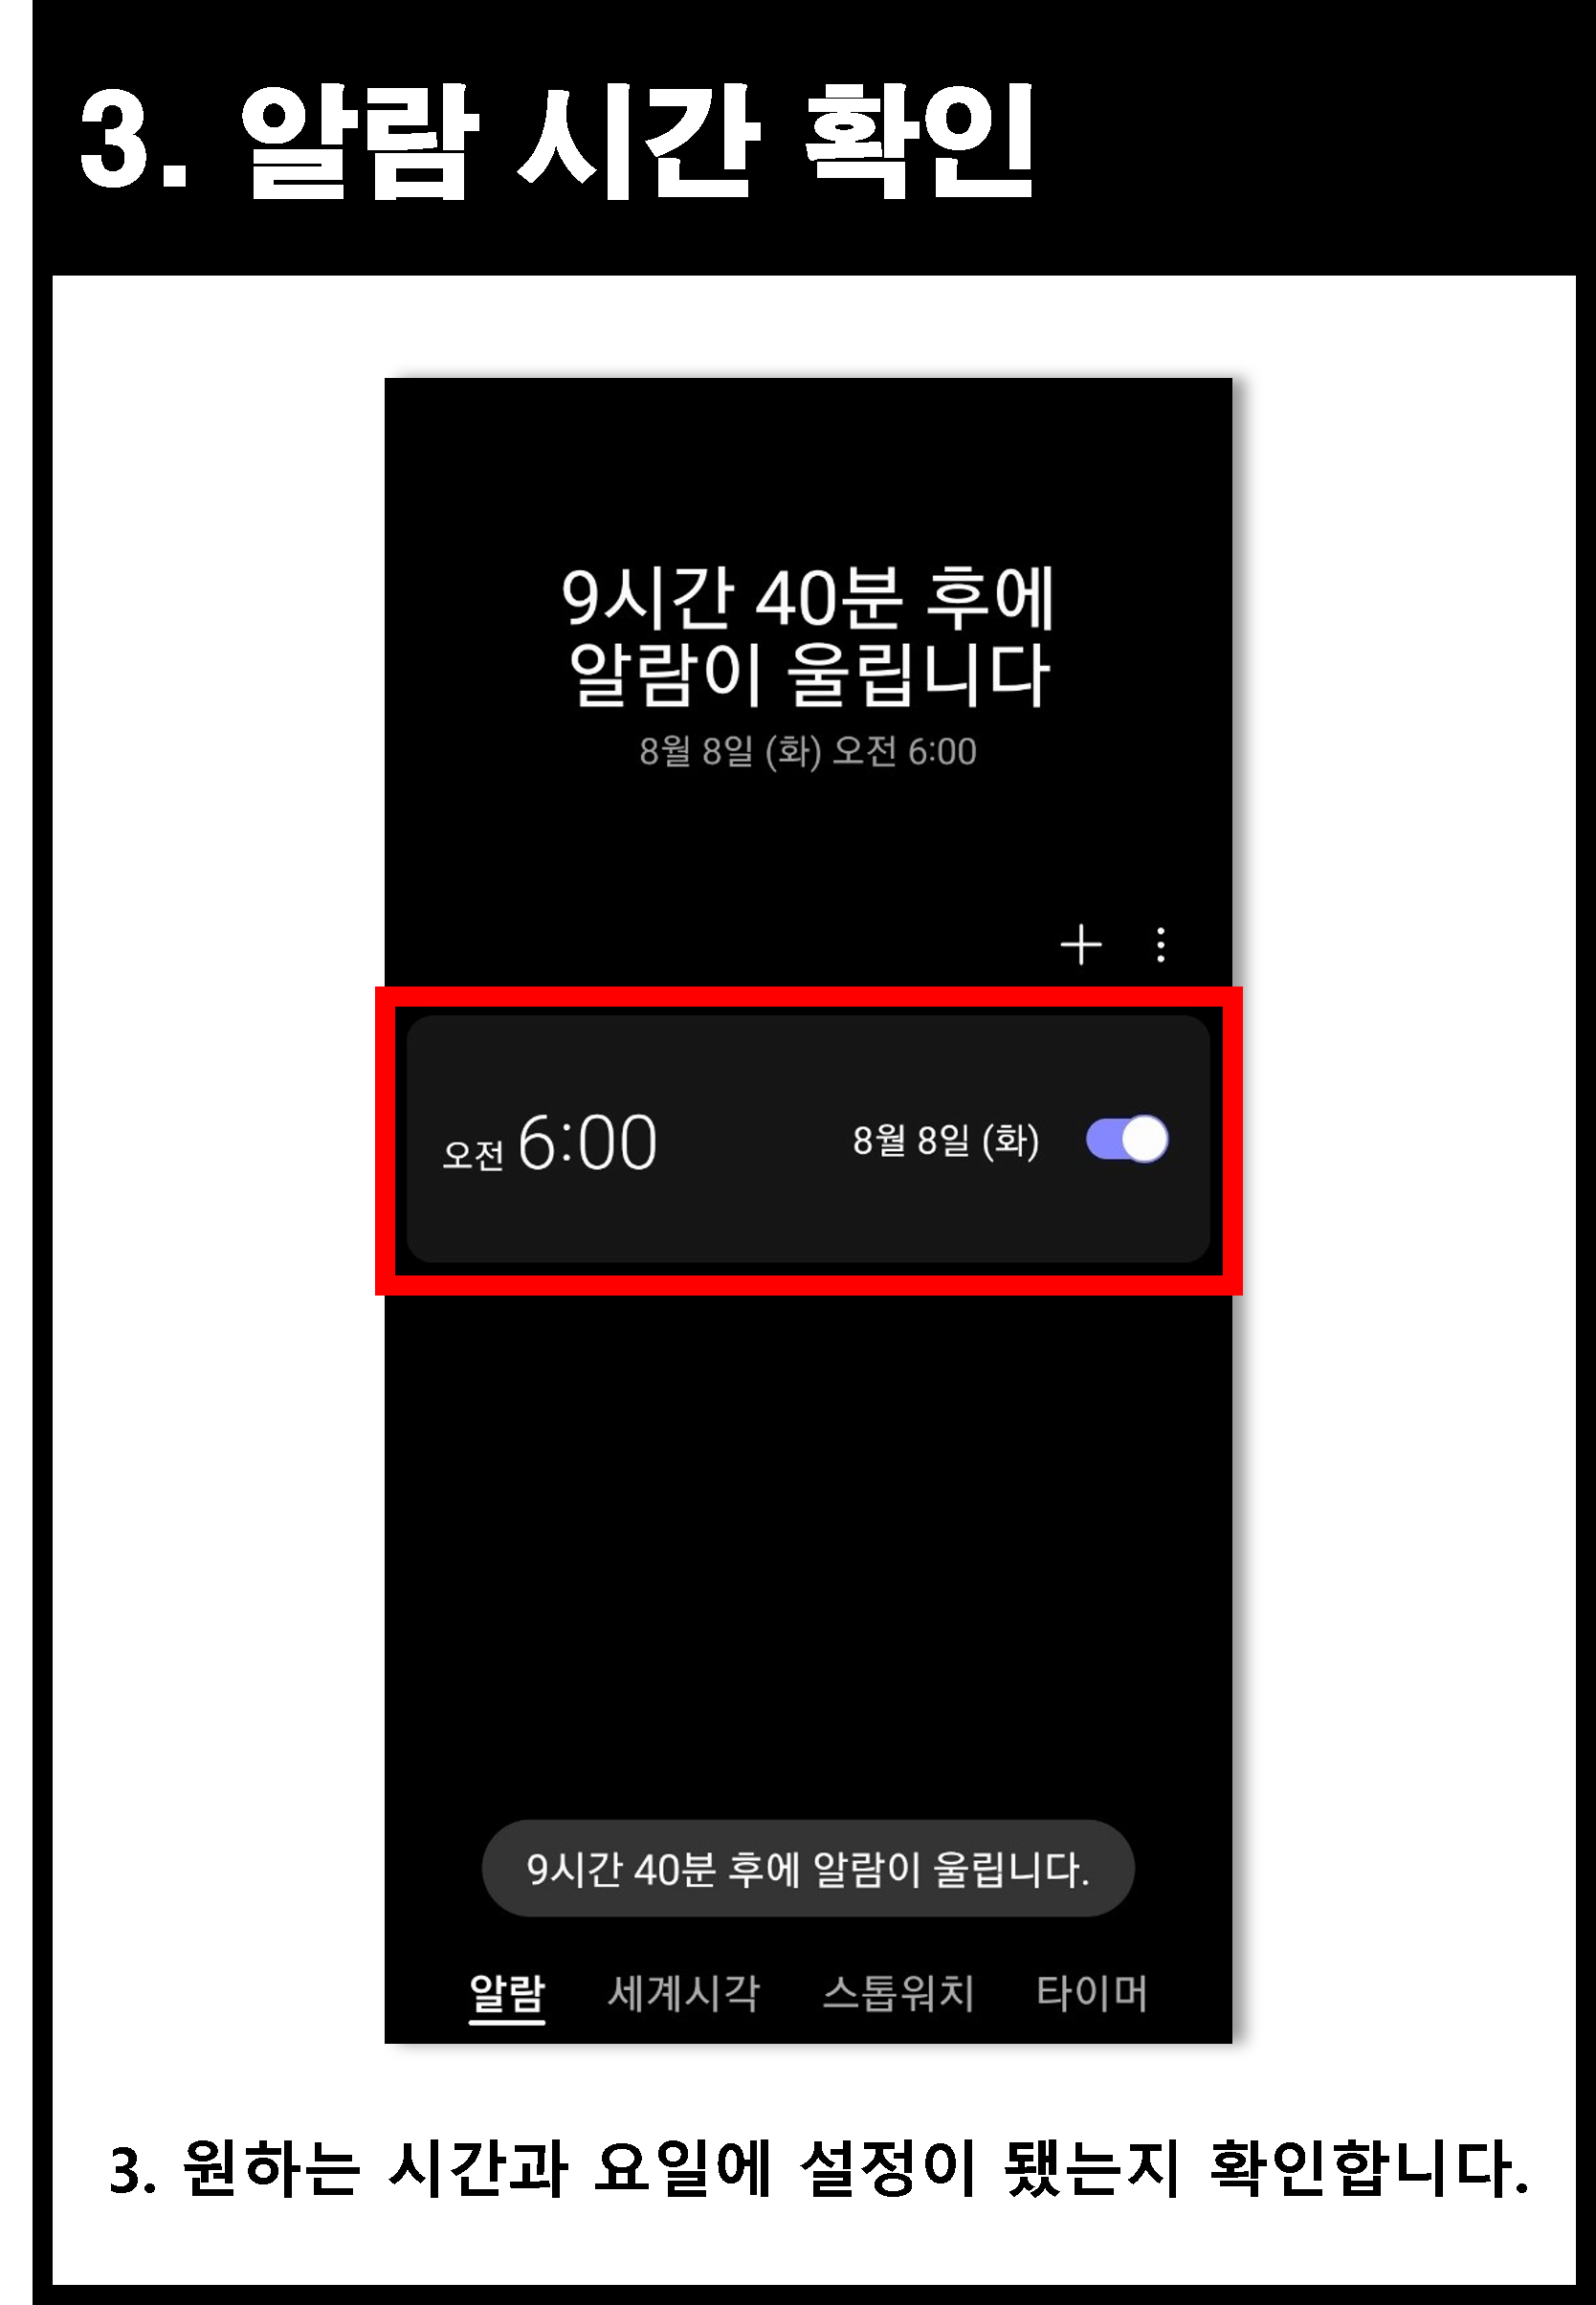 3. 알람 시간 확인
9시간 40분 후에
알람이 울립니다
8월 8일 (화) 오전 6:00
오전 6:00 8월 8일 (화)
9시간 40분 후에 알람이 울립니다.
알람 세계시각 스톱워치 타이머
3. 원하는 시간과 요일에 설정이 됐는지 확인합니다.